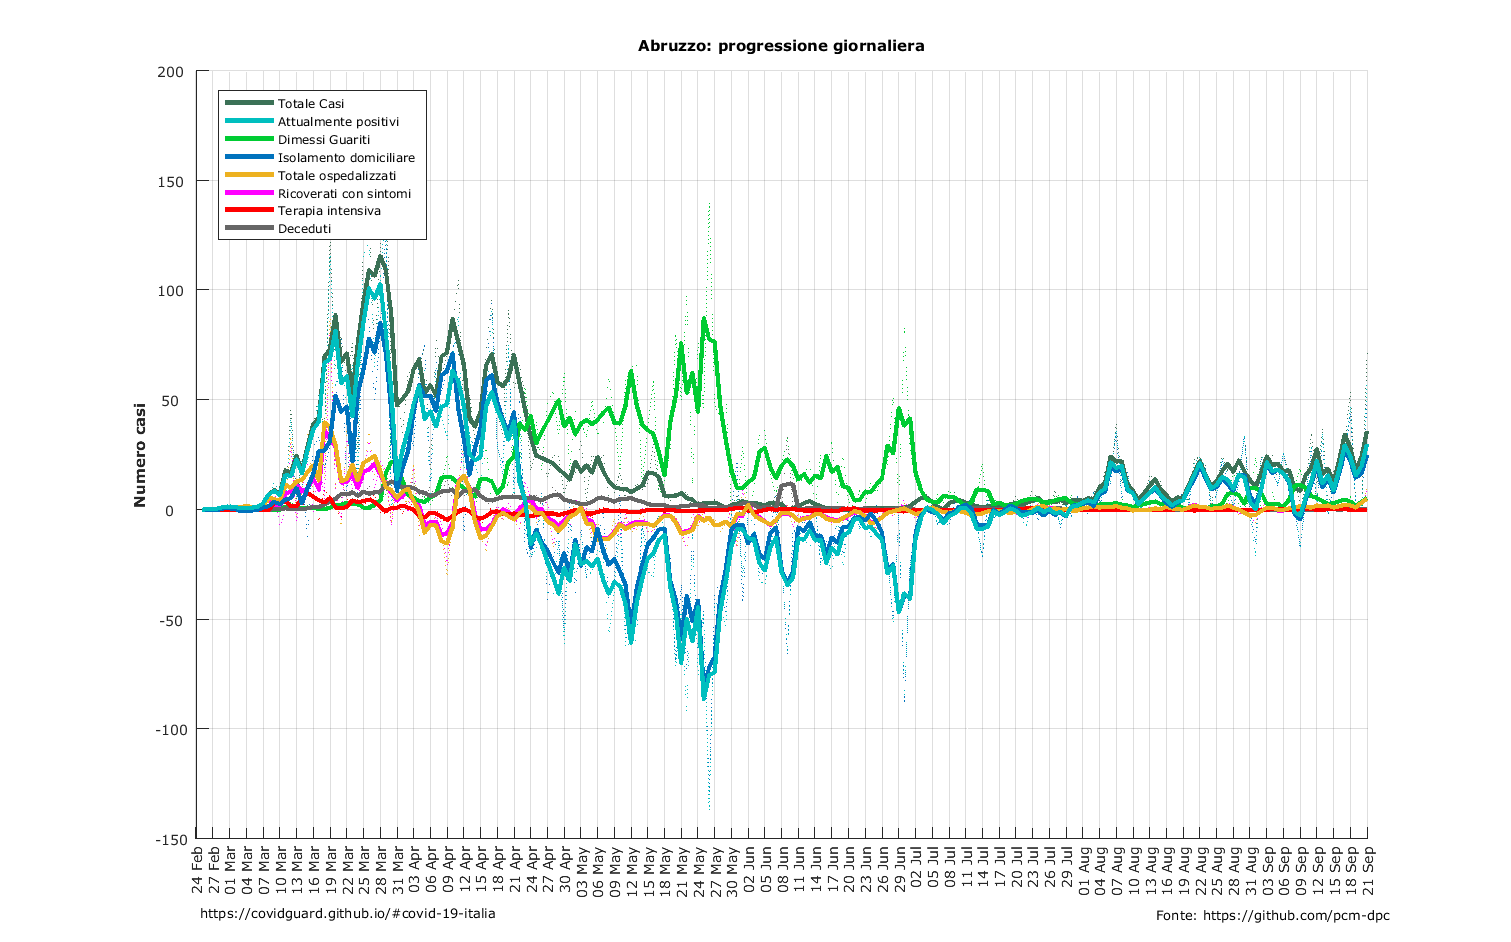 Abruzzo: progressione giornaliera
Numero casi
200
150
100
50
0
-50
-100
-150
Totale Casi
Attualmente positivi
Dimessi Guariti
Isolamento domiciliare
Totale ospedalizzati
Ricoverati con sintomi
Terapia intensiva
Deceduti
24 Feb
27 Feb
01 Mar
04 Mar
07 Mar
10 Mar
13 Mar
16 Mar
19 Mar
22 Mar
25 Mar
28 Mar
31 Mar
03 Apr
06 Apr
09 Apr
12 Apr
15 Apr
18 Apr
21 Apr
24 Apr
27 Apr
30 Apr
03 May
06 May
09 May
12 May
15 May
18 May
21 May
24 May
27 May
30 May
02 Jun
05 Jun
08 Jun
11 Jun
14 Jun
17 Jun
20 Jun
23 Jun
26 Jun
29 Jun
02 Jul
05 Jul
08 Jul
11 Jul
14 Jul
17 Jul
20 Jul
23 Jul
26 Jul
29 Jul
01 Aug
04 Aug
07 Aug
10 Aug
13 Aug
16 Aug
19 Aug
22 Aug
25 Aug
28 Aug
31 Aug
03 Sep
06 Sep
09 Sep
12 Sep
15 Sep
18 Sep
21 Sep
https://covidguard.github.io/#covid-19-italia
Fonte: https://github.com/pcm-dpc